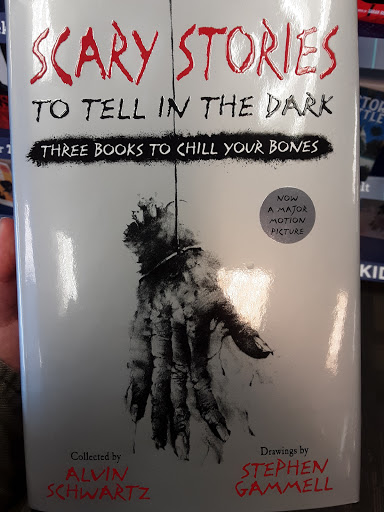 SCARY STORIES
TO TELL IN THE DARK
THREE BOOKS TO CHILL YOUR BONES
NOW
A MAJOR
MOTION
PICTURE
Collected by
ALVIN
SCHWARTZ
Drawings by
STEPHEN
GAMMELL
KID